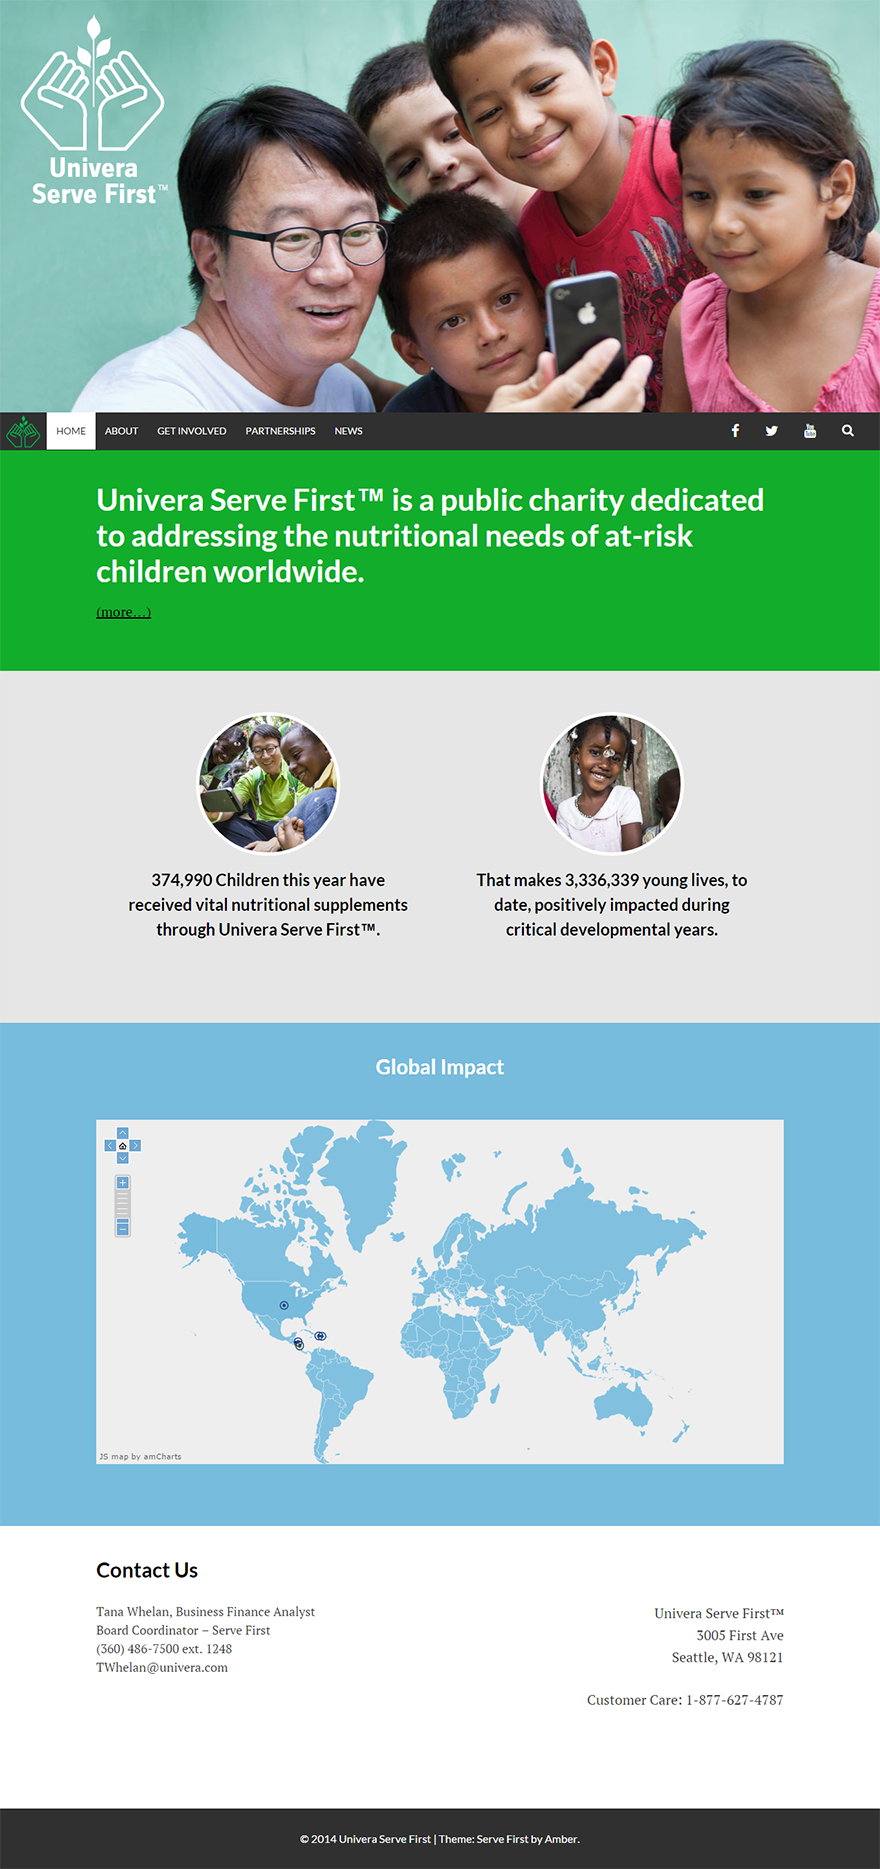 Univera
Serve First™
HOME
ABOUT
GET INVOLVED
PARTNERSHIPS
NEWS
Univera Serve First™ is a public charity dedicated
to addressing the nutritional needs of at-risk
children worldwide.
(more…)
374,990 Children this year have
received vital nutritional supplements
through Univera Serve First™.
That makes 3,336,339 young lives, to
date, positively impacted during
critical developmental years.
Global Impact
JS map by amCharts
Contact Us
Tana Whelan, Business Finance Analyst
Board Coordinator – Serve First
(360) 486-7500 ext. 1248
TWhelan@univera.com
Univera Serve First™
3005 First Ave
Seattle, WA 98121
Customer Care: 1-877-627-4787
© 2014 Univera Serve First | Theme: Serve First by Amber.